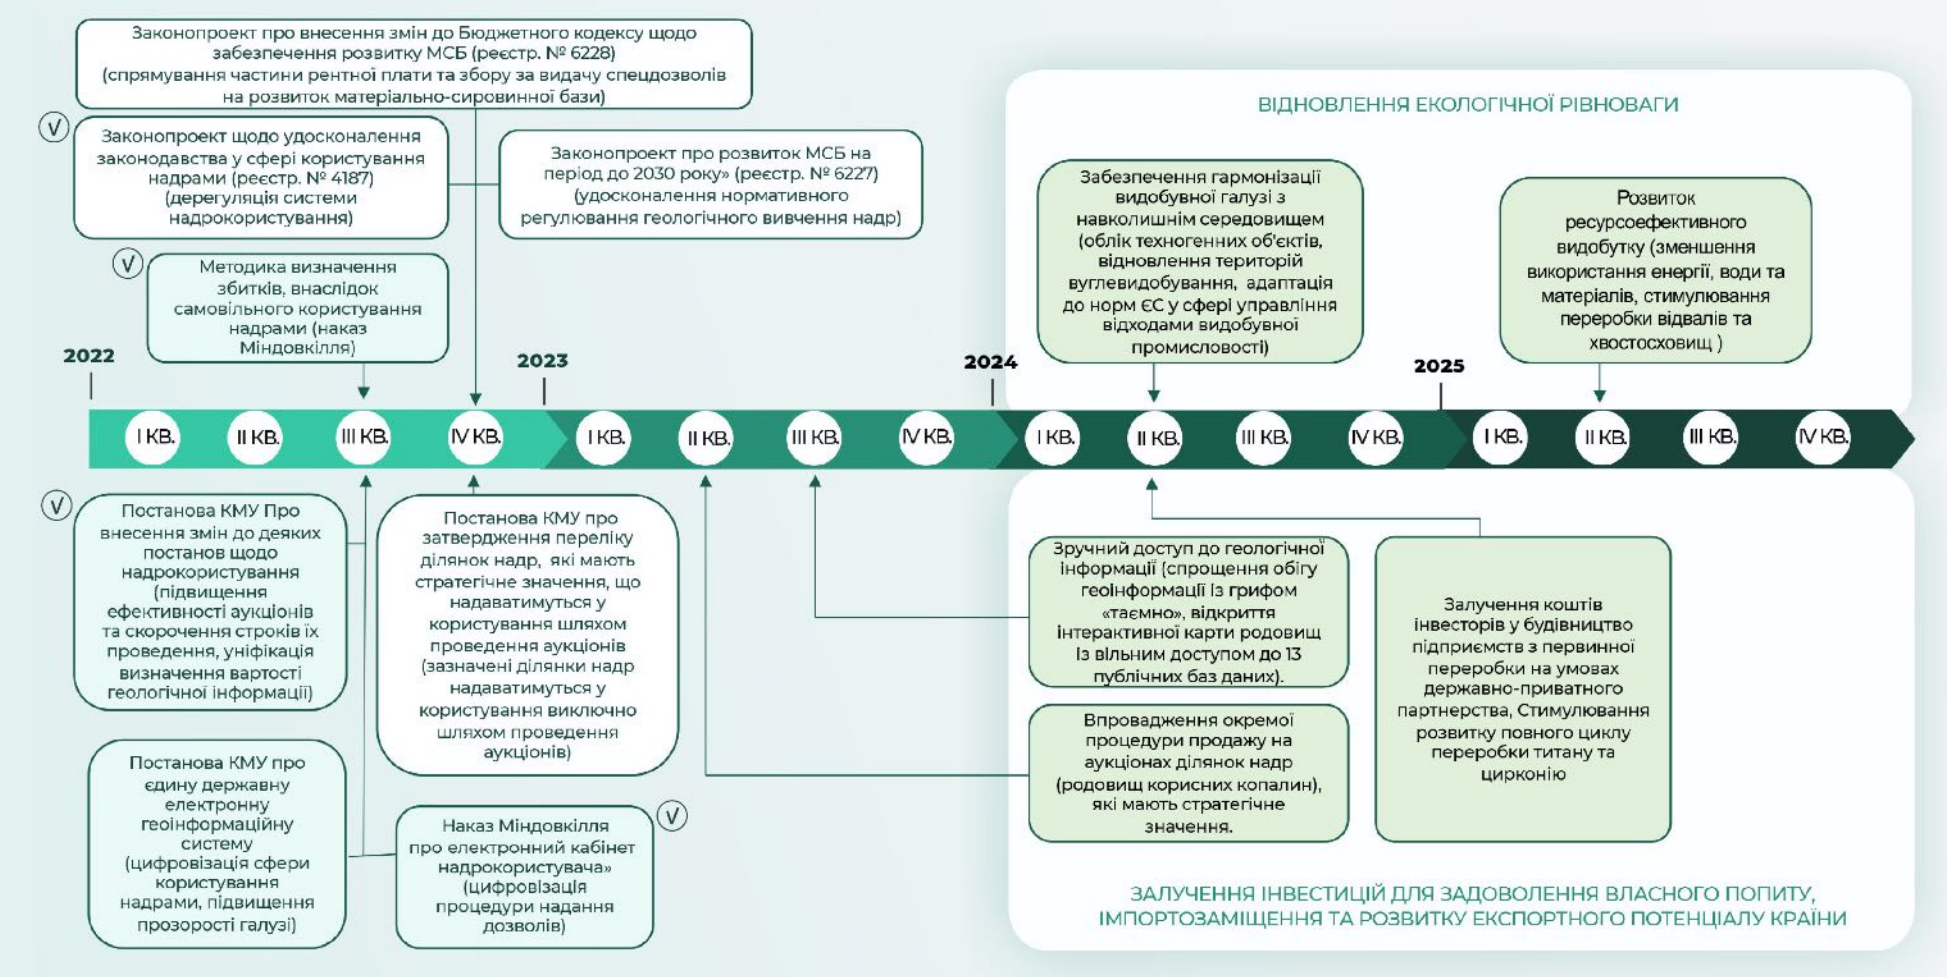 Законопроект про внесення змін до Бюджетного кодексу щодо
забезпечення розвитку МСБ (реєстр. № 6228)
(спрямування частини рентної плати та збору за видачу спецдозволів
на розвиток матеріально-сировинної бази)
√
Законопроект щодо удосконалення
законодавства у сфері користування
надрами (реєстр. № 4187)
(дерегуляція системи
надрокористування)
Законопроект про розвиток МСБ на
період до 2030 року» (реєстр. № 6227)
(удосконалення нормативного
регулювання геологічного вивчення надр)
√
Методика визначення
збитків, внаслідок
самовільного користування
надрами (наказ
Міндовкілля)
ВІДНОВЛЕННЯ ЕКОЛОГІЧНОЇ РІВНОВАГИ
Забезпечення гармонізації
видобувної галузі з
навколишнім середовищем
(облік техногенних об'єктів,
відновлення територій
вуглевидобування, адаптація
до норм ЄС у сфері управління
відходами видобувної
промисловості)
Розвиток
ресурсоефективного
видобутку (зменшення
використання енергії, води та
матеріалів, стимулювання
переробки відвалів та
хвостосховищ )
2022
2023
2024
2025
І КВ.
ІІ КВ.
ІІІ КВ.
ІV КВ.
І КВ.
ІІ КВ.
ІІІ КВ.
ІV КВ.
І КВ.
ІІ КВ.
ІІІ КВ.
ІV КВ.
І КВ.
ІІ КВ.
ІІІ КВ.
ІV КВ.
√
Постанова КМУ Про
внесення змін до деяких
постанов щодо
надрокористування
(підвищення
ефективності аукціонів
та скорочення строків їх
проведення, уніфікація
визначення вартості
геологічної інформації)
Постанова КМУ про
затвердження переліку
ділянок надр, які мають
стратегічне значення, що
надаватимуться у
користування шляхом
проведення аукціонів
(зазначені ділянки надр
надаватимуться у
користування виключно
шляхом проведення
аукціонів)
Постанова КМУ про
єдину державну
електронну
геоінформаційну
систему
(цифровізація сфери
користування
надрами, підвищення
прозорості галузі)
√
Наказ Міндовкілля
про електронний кабінет
надрокористувача»
(цифровізація
процедури надання
дозволів)
Зручний доступ до геологічної
інформації (спрощення обігу
геоінформації із грифом
«таємно», відкриття
інтерактивної карти родовищ
із вільним доступом до 13
публічних баз даних).
Впровадження окремої
процедури продажу на
аукціонах ділянок надр
(родовищ корисних копалин),
які мають стратегічне
значення.
Залучення коштів
інвесторів у будівництво
підприємств з первинної
переробки на умовах
державно-приватного
партнерства, Стимулювання
розвитку повного циклу
переробки титану та
цирконію
ЗАЛУЧЕННЯ ІНВЕСТИЦІЙ ДЛЯ ЗАДОВОЛЕННЯ ВЛАСНОГО ПОПИТУ,
ІМПОРТОЗАМІЩЕННЯ ТА РОЗВИТКУ ЕКСПОРТНОГО ПОТЕНЦІАЛУ КРАЇНИ